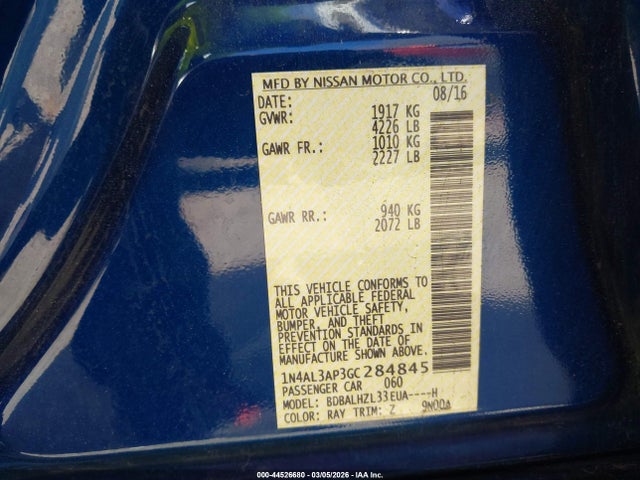 MFD BY NISSAN MOTOR CO., LTD.
DATE: 08/16
GVWR: 1917 KG
4226 LB
GAWR FR.: 1010 KG
2227 LB
GAWR RR.: 940 KG
2072 LB
THIS VEHICLE CONFORMS TO
ALL APPLICABLE FEDERAL
MOTOR VEHICLE SAFETY,
BUMPER, AND THEFT
PREVENTION STANDARDS IN
EFFECT ON THE DATE OF
MANUFACTURE SHOWN ABOVE.
1N4AL3AP3GC284845
PASSENGER CAR 060
MODEL: BDBALHZL33EUA----H
COLOR: RAY TRIM: Z 9N00A
000-44526680 - 03/05/2026 - IAA Inc.